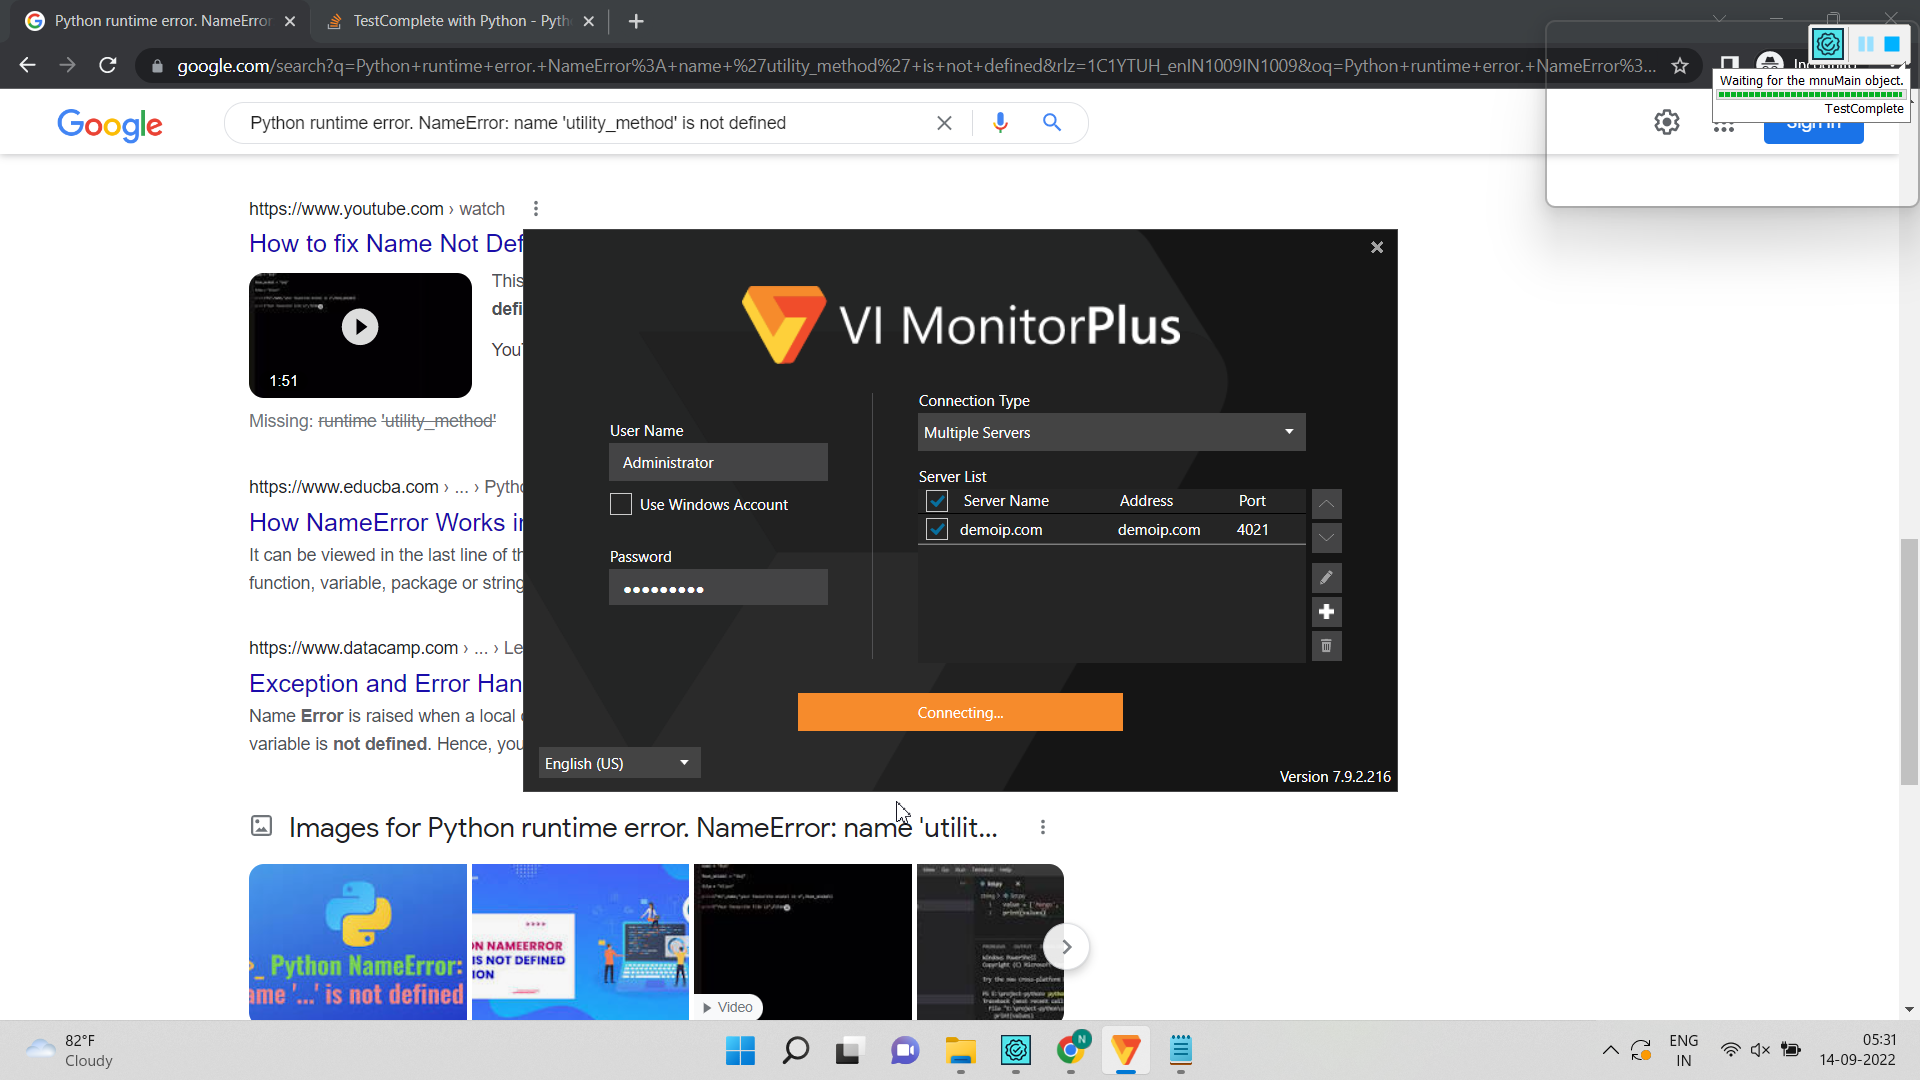 Python runtime error. NameError
TestComplete with Python - Pyth
google.com/search?q=Python+runtime+error.+NameError%3A+name+%27utility_method%27+is+not+defined&rlz=1C1YTUH_enIN1009IN1009&oq=Python+runtime+error.+NameError%3...
Waiting for the mnuMain object.
TestComplete
Google
Python runtime error. NameError: name 'utility_method' is not defined
Sign in
https://www.youtube.com › watch
How to fix Name Not Def
This
defi
You
1:51
Missing: runtime 'utility_method'
https://www.educba.com › ... › Pytho
How NameError Works in
It can be viewed in the last line of th
function, variable, package or string
https://www.datacamp.com › ... › Le
Exception and Error Han
Name Error is raised when a local
variable is not defined. Hence, you
VI MonitorPlus
User Name
Administrator
Use Windows Account
Password
Connection Type
Multiple Servers
Server List
Server Name Address Port
demoip.com demoip.com 4021
Connecting...
English (US)
Version 7.9.2.216
Images for Python runtime error. NameError: name 'utilit...
Python NameError:
ame '...' is not defined
ON NAMEERROR
IS NOT DEFINED
ION
Video
82°F
Cloudy
N
ENG
IN
05:31
14-09-2022